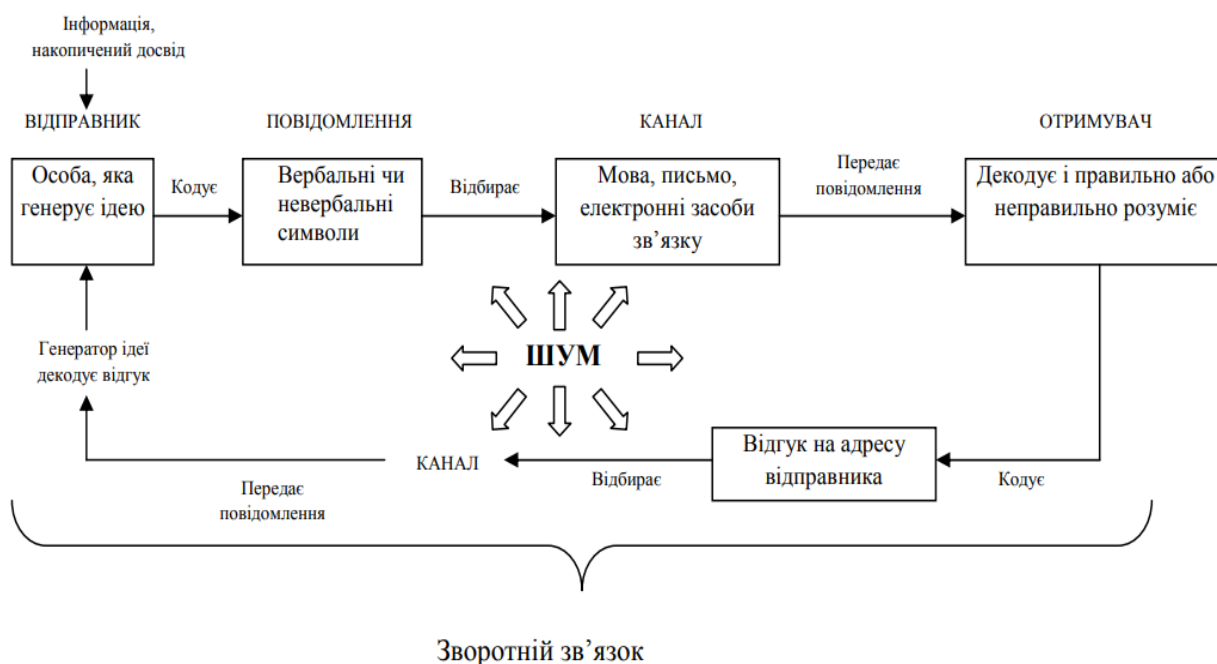 Інформація,
накопичений досвід
ВІДПРАВНИК
ПОВІДОМЛЕННЯ
КАНАЛ
ОТРИМУВАЧ
Особа, яка
генерує ідею
Кодує
Вербальні чи
невербальні
символи
Відбирає
Мова, письмо,
електронні засоби
зв’язку
Передає
повідомлення
Декодує і правильно або
неправильно розуміє
Генератор ідеї
декодує відгук
ШУМ
Відгук на адресу
відправника
КАНАЛ
Відбирає
Кодує
Передає
повідомлення
Зворотній зв’язок